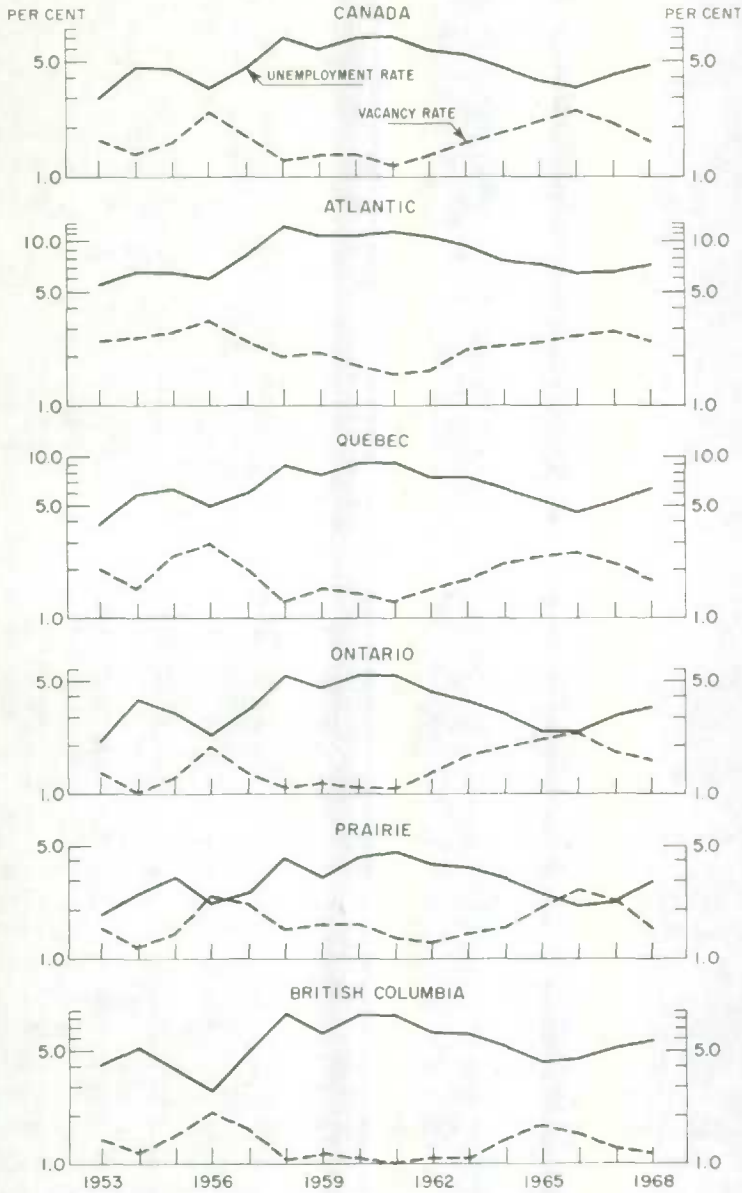 PER CENT CANADA PER CENT
5.0 5.0
UNEMPLOYMENT RATE
VACANCY RATE
1.0 1.0
ATLANTIC
10.0 10.0
5.0 5.0
1.0 1.0
QUEBEC
10.0 10.0
5.0 5.0
1.0 1.0
ONTARIO
5.0 5.0
1.0 1.0
PRAIRIE
5.0 5.0
1.0 1.0
BRITISH COLUMBIA
5.0 5.0
1.0 1.0
1953 1956 1959 1962 1965 1968